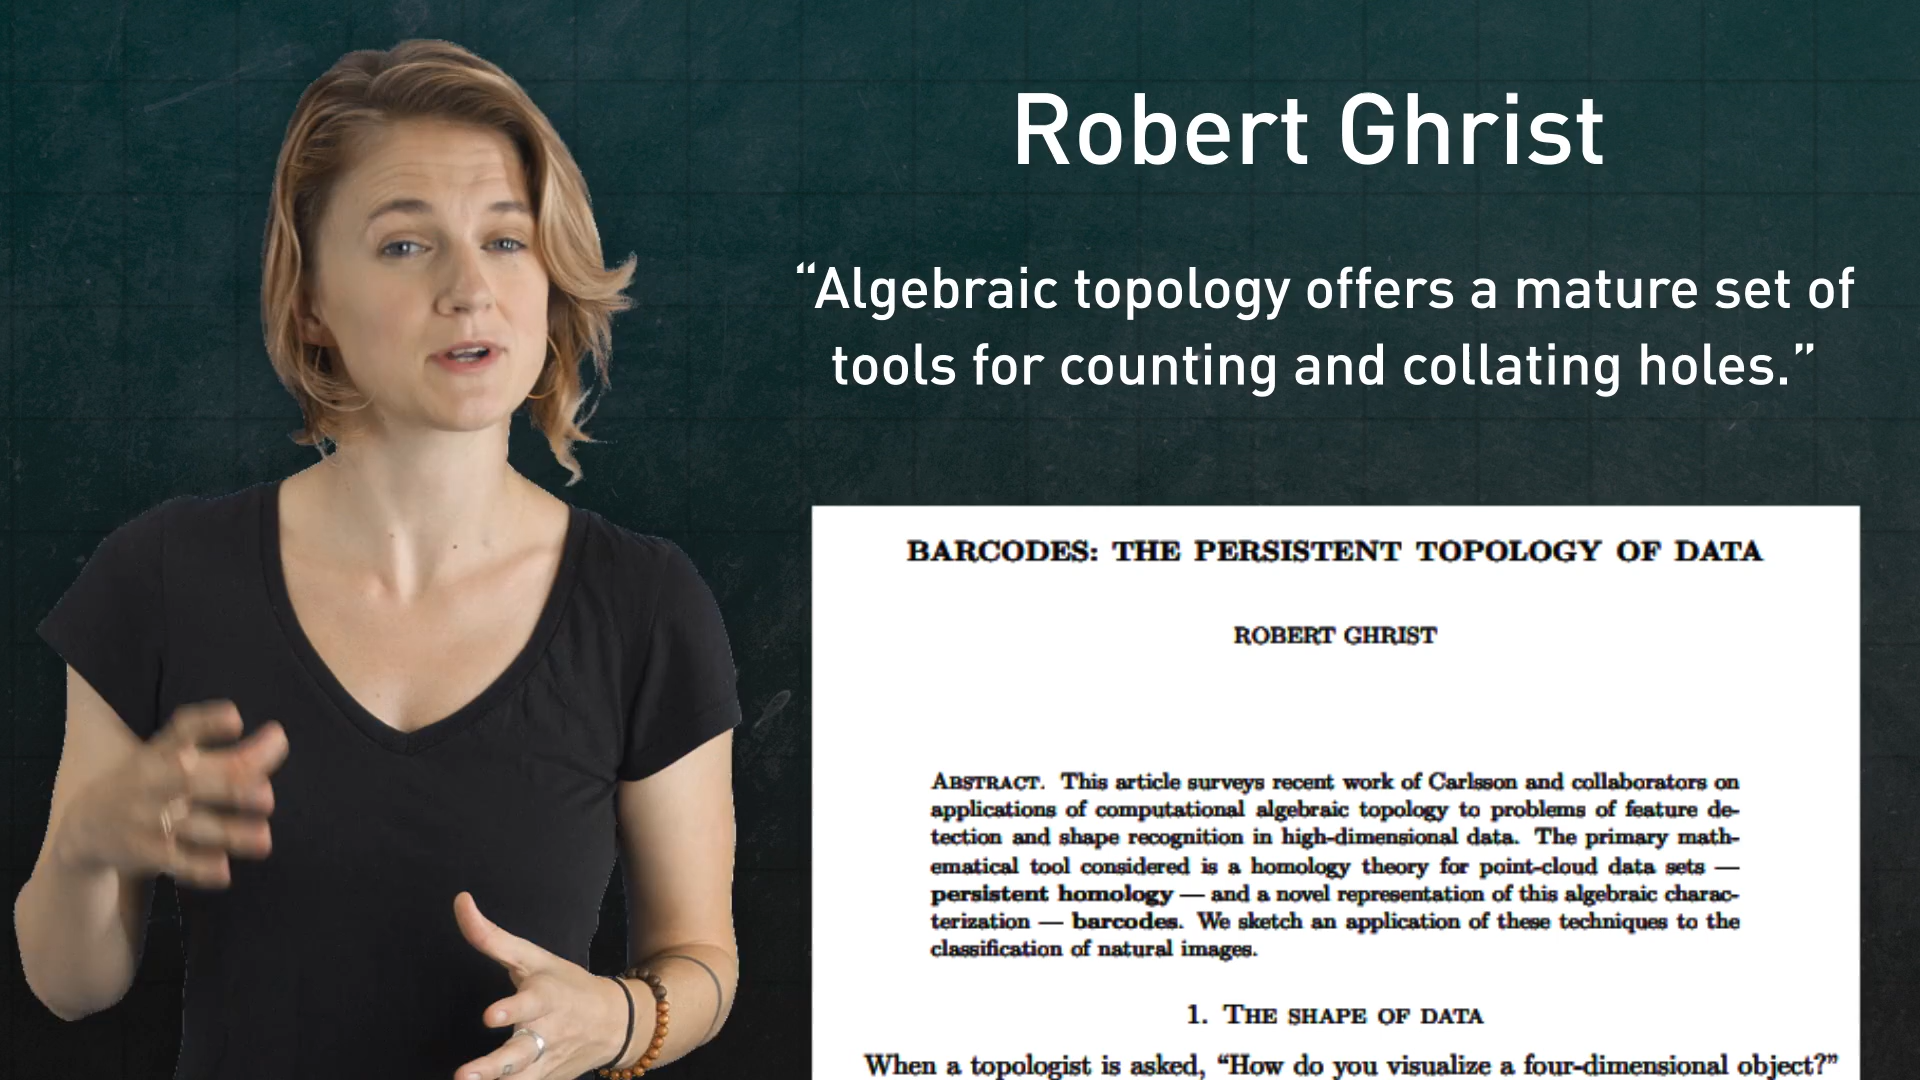 Robert Ghrist
“Algebraic topology offers a mature set of
tools for counting and collating holes.”
BARCODES: THE PERSISTENT TOPOLOGY OF DATA
ROBERT GHRIST
ABSTRACT. This article surveys recent work of Carlsson and collaborators on
applications of computational algebraic topology to problems of feature de-
tection and shape recognition in high-dimensional data. The primary math-
ematical tool considered is a homology theory for point-cloud data sets —
persistent homology — and a novel representation of this algebraic charac-
terization — barcodes. We sketch an application of these techniques to the
classification of natural images.
1. THE SHAPE OF DATA
When a topologist is asked, “How do you visualize a four-dimensional object?”